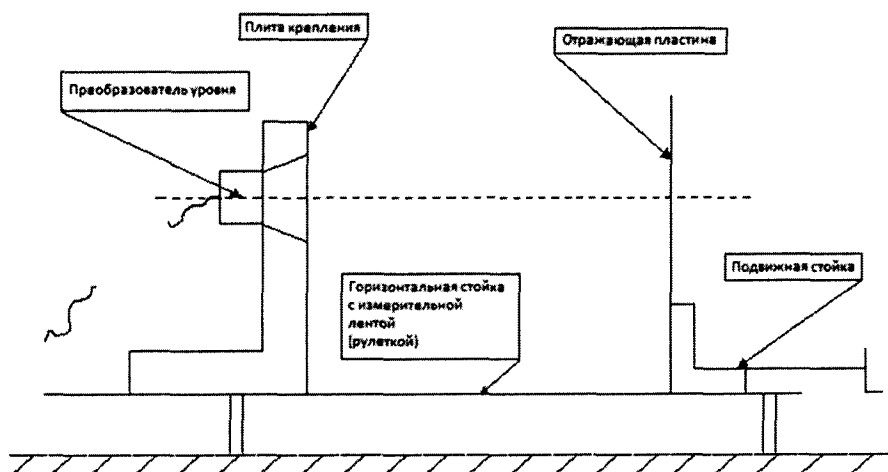 Плита крепления
Отражающая пластина
Преобразователь уровня
Подвижная стойка
Горизонтальная стойка
с измерительной
лентой
(рулеткой)